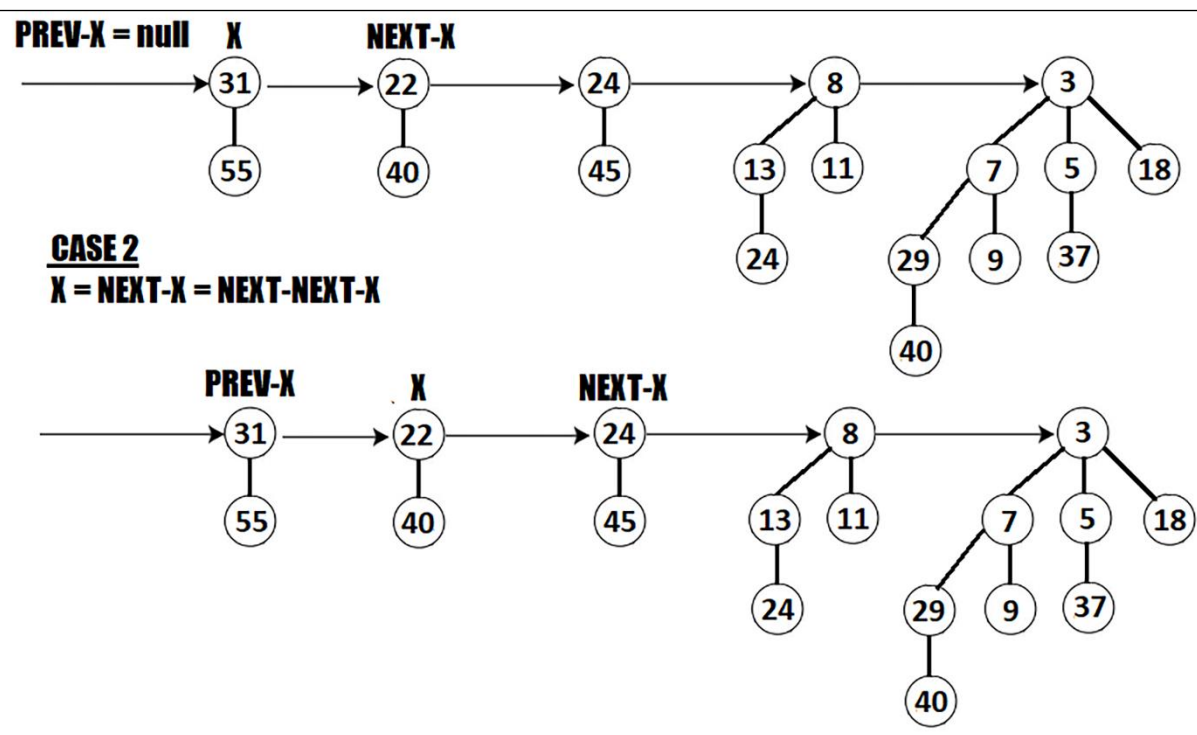 PREV-X = null X NEXT-X
31 22 24 8 3
55 40 45 13 11 7 5 18
24 29 9 37
CASE 2
X = NEXT-X = NEXT-NEXT-X
40
PREV-X X NEXT-X
31 22 24 8 3
55 40 45 13 11 7 5 18
24 29 9 37
40